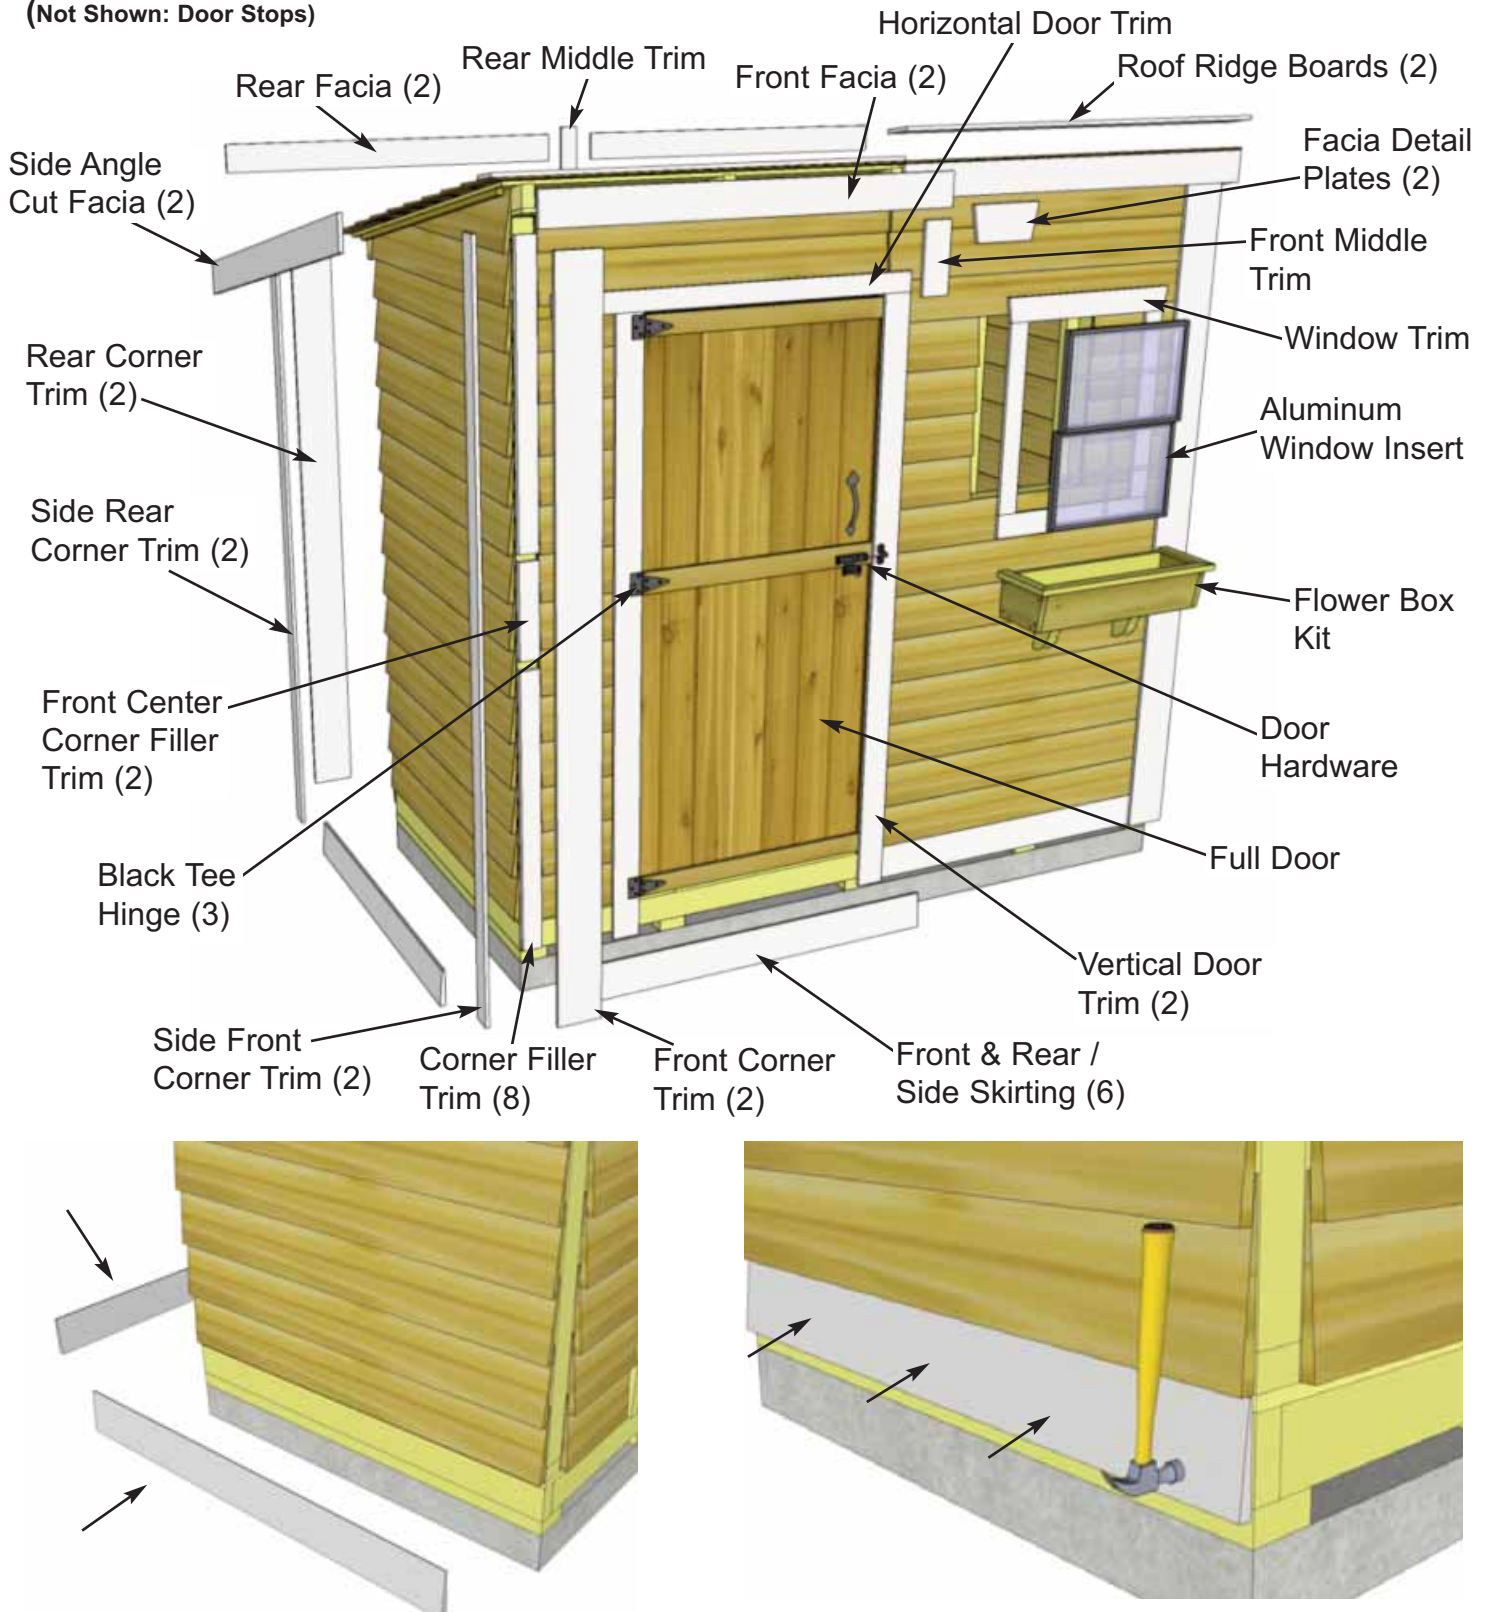 (Not Shown: Door Stops)
Horizontal Door Trim
Rear Middle Trim
Front Facia (2)
Roof Ridge Boards (2)
Rear Facia (2)
Facia Detail
Plates (2)
Side Angle
Cut Facia (2)
Front Middle
Trim
Window Trim
Rear Corner
Trim (2)
Aluminum
Window Insert
Side Rear
Corner Trim (2)
Flower Box
Kit
Front Center
Corner Filler
Trim (2)
Door
Hardware
Full Door
Black Tee
Hinge (3)
Vertical Door
Trim (2)
Side Front
Corner Trim (2)
Corner Filler
Trim (8)
Front Corner
Trim (2)
Front & Rear /
Side Skirting (6)